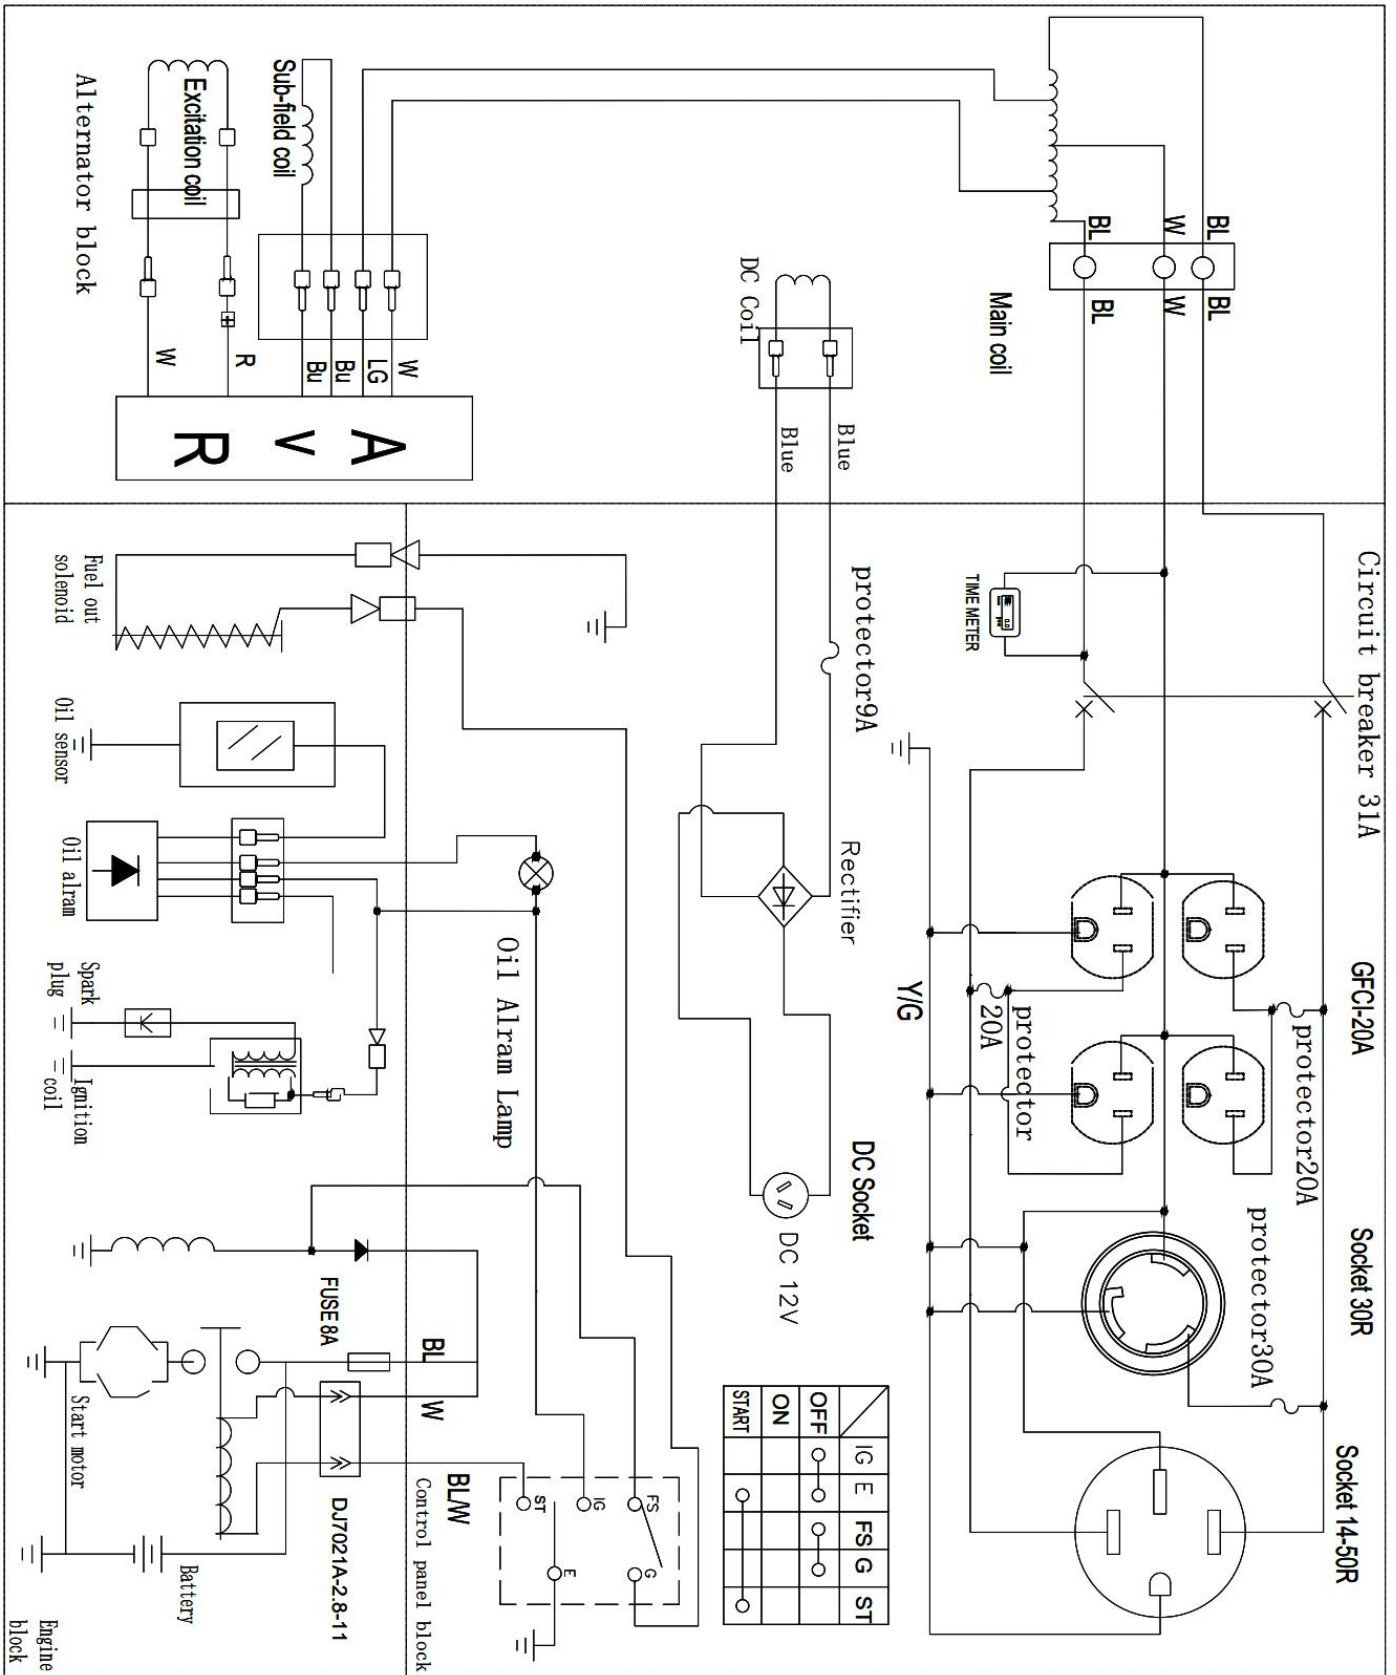 Circuit breaker 31A
GFCI-20A
Socket 30R
Socket 14-50R
BL
W
BL
BL
W
BL
Main coil
TIME METER
protector20A
protector
20A
protector30A
Y/G
DC Coil
Blue
Blue
protector9A
Rectifier
DC Socket
DC 12V
IG E FS G ST
OFF
ON
START
Alternator block
Excitation coil
Sub-field coil
W
R
Bu
Bu
LG
W
A V R
Fuel out
solenoid
Oil sensor
Oil alram
Oil Alram Lamp
Spark
plug
Ignition
coil
FUSE 8A
BL
W
BL/W
FS
IG
ST
G
E
Start motor
DJ7021A-2.8-11
Battery
Control panel block
Engine
block